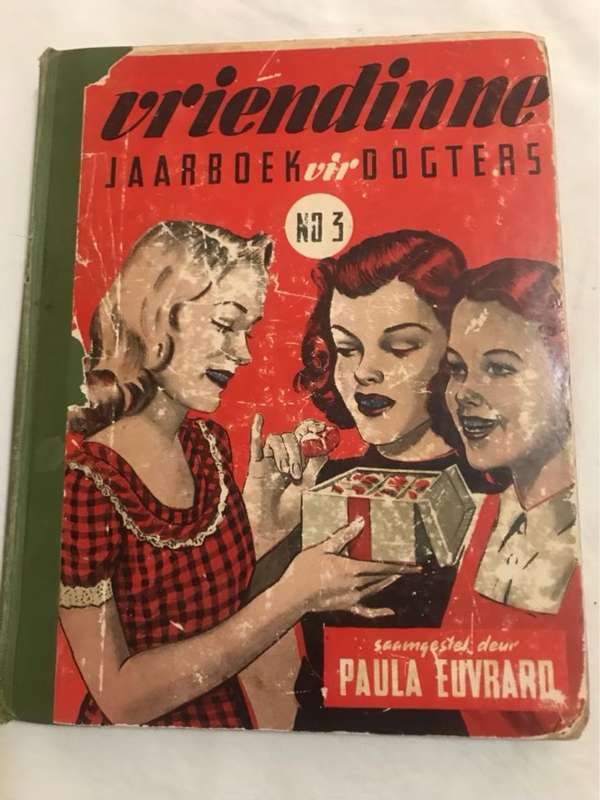 vriendinne
JAARBOEK vir DOGTERS
NO 3
saamgestel deur
PAULA EUVRARD